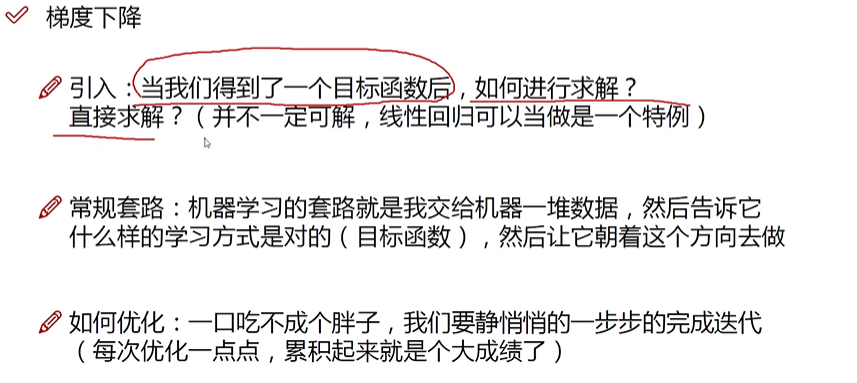 梯度下降
引入：当我们得到了一个目标函数后，如何进行求解？
直接求解？（并不一定可解，线性回归可以当做是一个特例）
常规套路：机器学习的套路就是我交给机器一堆数据，然后告诉它
什么样的学习方式是对的（目标函数），然后让它朝着这个方向去做
如何优化：一口吃不成个胖子，我们要静悄悄的一步步的完成迭代
（每次优化一点点，累积起来就是个大成绩了）